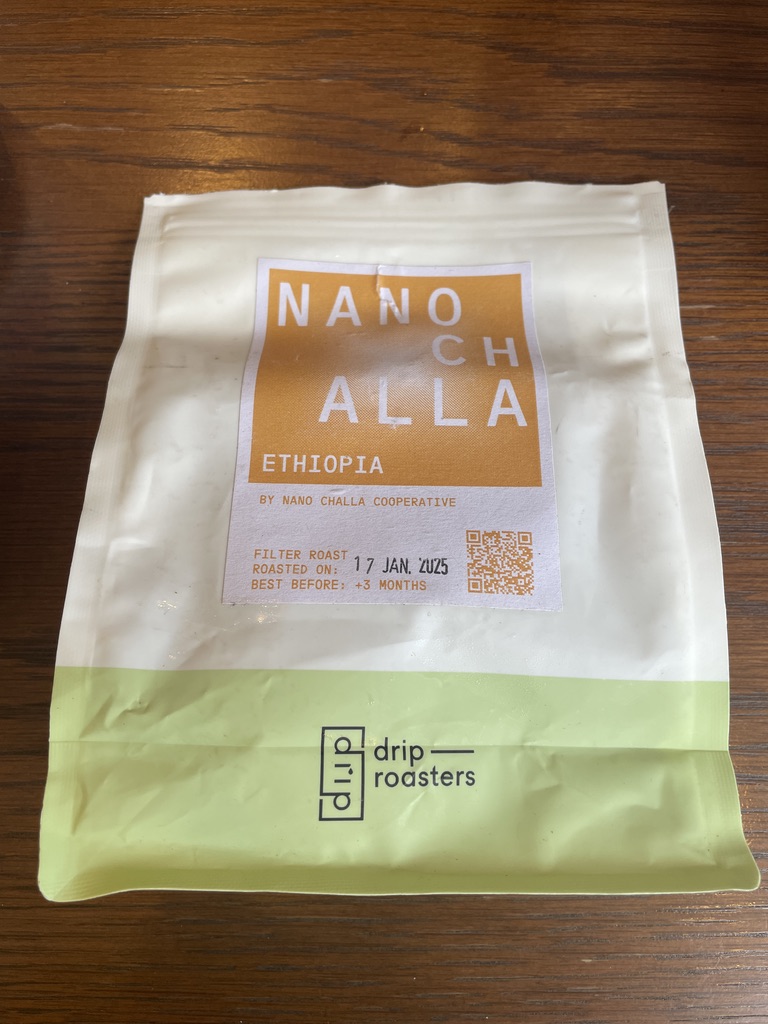 NANO
CH
ALLA
ETHIOPIA
BY NANO CHALLA COOPERATIVE
FILTER ROAST
ROASTED ON: 17 JAN. 2025
BEST BEFORE: +3 MONTHS
drip
drip
roasters